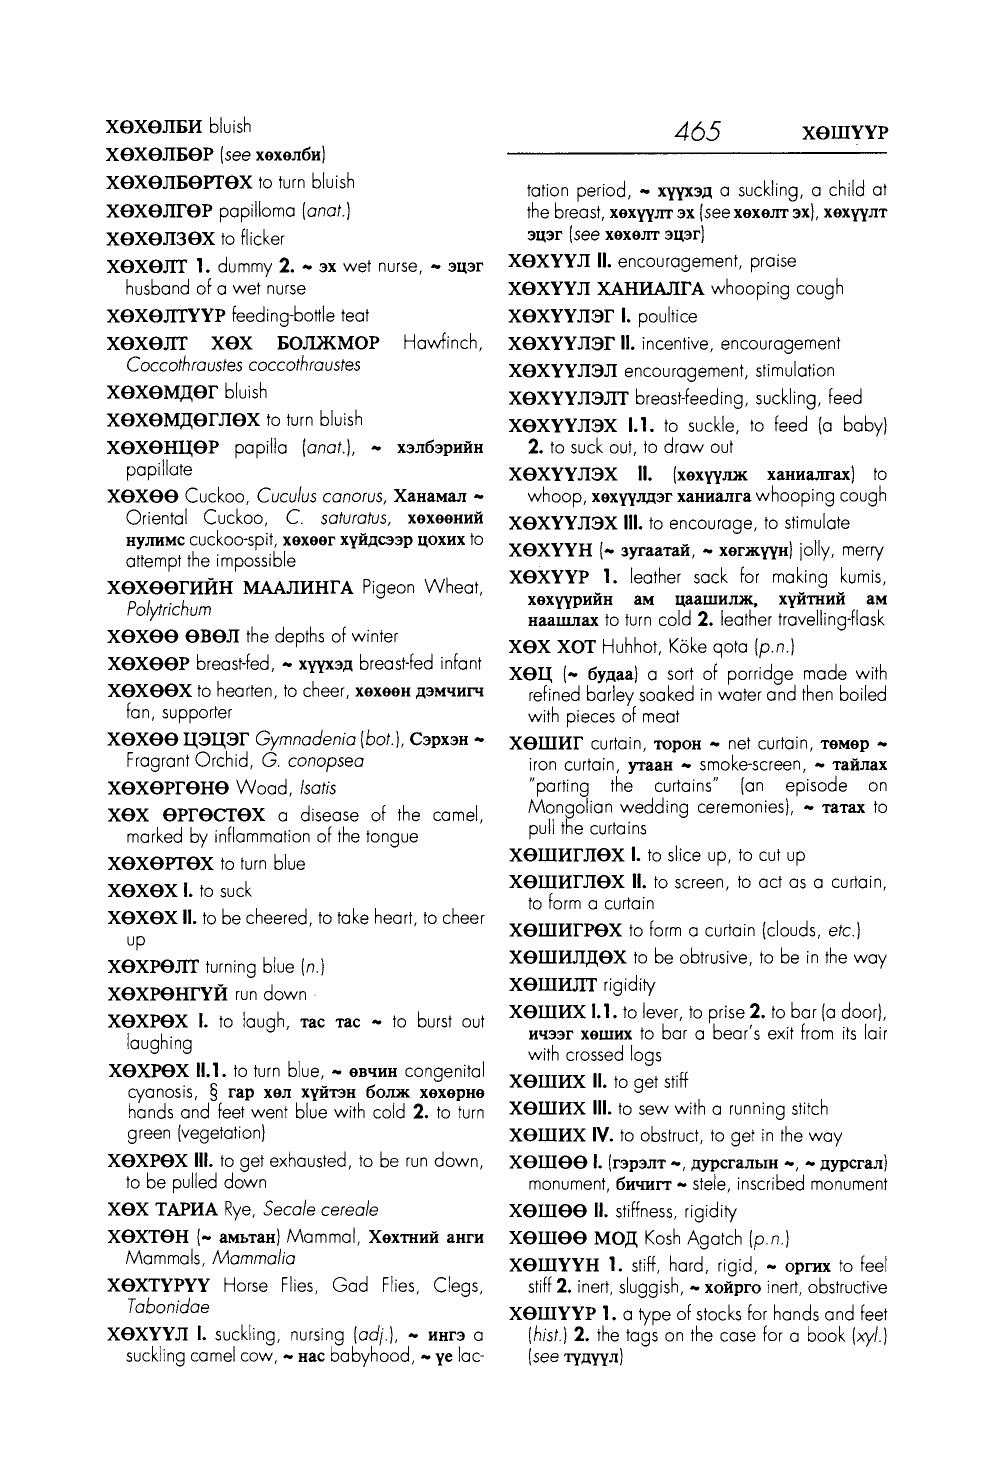 ХӨХӨЛБИ bluish
ХӨХӨЛБӨР (see хөхөлби)
ХӨХӨЛБӨРТӨХ to turn bluish
ХӨХӨЛГӨР papilloma (anat.)
ХӨХӨЛЗӨХ to flicker
ХӨХӨЛТ 1. dummy 2. ~ эх wet nurse, ~ эцэг
husband of a wet nurse
ХӨХӨЛТҮҮР feeding-bottle teat
ХӨХӨЛТ ХӨХ БОЛЖМОР Hawfinch,
Coccothraustes coccothraustes
ХӨХӨМДӨГ bluish
ХӨХӨМДӨГЛӨХ to turn bluish
ХӨХӨНЦӨР papilla (anat.), ~ хэлбэрийн
papillate
ХӨХӨӨ Cuckoo, Cuculus canorus, Ханамал ~
Oriental Cuckoo, C. saturatus, хөхөөний
нулимс cuckoo-spit, хөхөөг хүйдсээр цохих to
attempt the impossible
ХӨХӨӨГИЙН МААЛИНГА Pigeon Wheat,
Polytrichum
ХӨХӨӨ ӨВӨЛ the depths of winter
ХӨХӨӨР breast-fed, ~ хүүхэд breast-fed infant
ХӨХӨӨХ to hearten, to cheer, хөхөөн дэмчигч
fan, supporter
ХӨХӨӨ ЦЭЦЭГ Gymnadenia (bot.), Сэрхэн ~
Fragrant Orchid, G. conopsea
ХӨХӨРГӨНӨ Woad, Isatis
ХӨХ ӨРГӨСТӨХ a disease of the camel,
marked by inflammation of the tongue
ХӨХӨРТӨХ to turn blue
ХӨХӨХ I. to suck
ХӨХӨХ II. to be cheered, to take heart, to cheer
up
ХӨХРӨЛТ turning blue (n.)
ХӨХРӨНГҮЙ run down
ХӨХРӨХ I. to laugh, тас тас ~ to burst out
laughing
ХӨХРӨХ II.1. to turn blue, ~ өвчин congenital
cyanosis, § гар хөл хүйтэн болж хөхөрнө
hands and feet went blue with cold 2. to turn
green (vegetation)
ХӨХРӨХ III. to get exhausted, to be run down,
to be pulled down
ХӨХ ТАРИА Rye, Secale cereale
ХӨХТӨН (~ амьтан) Mammal, Хөхтний анги
Mammals, Mammalia
ХӨХТҮРҮҮ Horse Flies, Gad Flies, Clegs,
Tabonidae
ХӨХҮҮЛ I. suckling, nursing (adj.), ~ ингэ a
suckling camel cow, ~ нас babyhood, ~ үе lac-
465 ХӨШҮҮР
tation period, ~ хүүхэд a suckling, a child at
the breast, хөхүүлт эх (see хөхөлт эх), хөхүүлт
эцэг (see хөхөлт эцэг)
ХӨХҮҮЛ II. encouragement, praise
ХӨХҮҮЛ ХАНИАЛГА whooping cough
ХӨХҮҮЛЭГ I. poultice
ХӨХҮҮЛЭГ II. incentive, encouragement
ХӨХҮҮЛЭЛ encouragement, stimulation
ХӨХҮҮЛЭЛТ breast-feeding, suckling, feed
ХӨХҮҮЛЭХ I.1. to suckle, to feed (a baby)
2. to suck out, to draw out
ХӨХҮҮЛЭХ II. (хөхүүлж ханиалгах) to
whoop, хөхүүлдэг ханиалга whooping cough
ХӨХҮҮЛЭХ III. to encourage, to stimulate
ХӨХҮҮН (~ зугаатай, ~ хөгжүүн) jolly, merry
ХӨХҮҮР 1. leather sack for making kumis,
хөхүүрийн ам цаашилж, хүйтний ам
наашлах to turn cold 2. leather travelling-flask
ХӨХ ХОТ Huhhot, Köke qota (p.n.)
ХӨЦ (~ будаа) a sort of porridge made with
refined barley soaked in water and then boiled
with pieces of meat
ХӨШИГ curtain, торон ~ net curtain, төмөр ~
iron curtain, утаан ~ smoke-screen, ~ тайлах
"parting the curtains" (an episode on
Mongolian wedding ceremonies), ~ татах to
pull the curtains
ХӨШИГЛӨХ I. to slice up, to cut up
ХӨШИГЛӨХ II. to screen, to act as a curtain,
to form a curtain
ХӨШИГРӨХ to form a curtain (clouds, etc.)
ХӨШИЛДӨХ to be obtrusive, to be in the way
ХӨШИЛТ rigidity
ХӨШИХ I.1. to lever, to prise 2. to bar (a door),
ичээг хөших to bar a bear's exit from its lair
with crossed logs
ХӨШИХ II. to get stiff
ХӨШИХ III. to sew with a running stitch
ХӨШИХ IV. to obstruct, to get in the way
ХӨШӨӨ I. (гэрэлт ~, дурсгалын ~, ~ дурсгал)
monument, бичигт ~ stele, inscribed monument
ХӨШӨӨ II. stiffness, rigidity
ХӨШӨӨ МОД Kosh Agatch (p.n.)
ХӨШҮҮН 1. stiff, hard, rigid, ~ оргих to feel
stiff 2. inert, sluggish, ~ хойрго inert, obstructive
ХӨШҮҮР 1. a type of stocks for hands and feet
(hist.) 2. the tags on the case for a book (xyl.)
(see түдүүл)